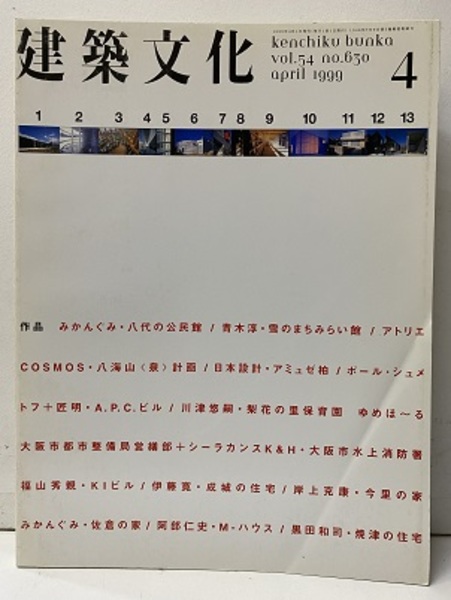 建築文化
kenchiku bunka
vol.54 no.630
april 1999
4
1 2 3 4 5 6 7 8 9 10 11 12 13
作品 みかんぐみ・八代の公民館 / 青木淳・雪のまちみらい館 / アトリエ
COSMOS・八海山〈泉〉計画 / 日本設計・アミュゼ柏 / ポール・シュメ
トフ＋匠明・A.P.C.ビル / 川津悠嗣・梨花の里保育園 ゆめほ〜る
大阪市都市整備局営繕部＋シーラカンスK&H・大阪市水上消防署
福山秀親・KIビル / 伊藤寛・成城の住宅 / 岸上克康・今里の家
みかんぐみ・佐倉の家 / 阿部仁史・M-ハウス / 黒田和司・焼津の住宅